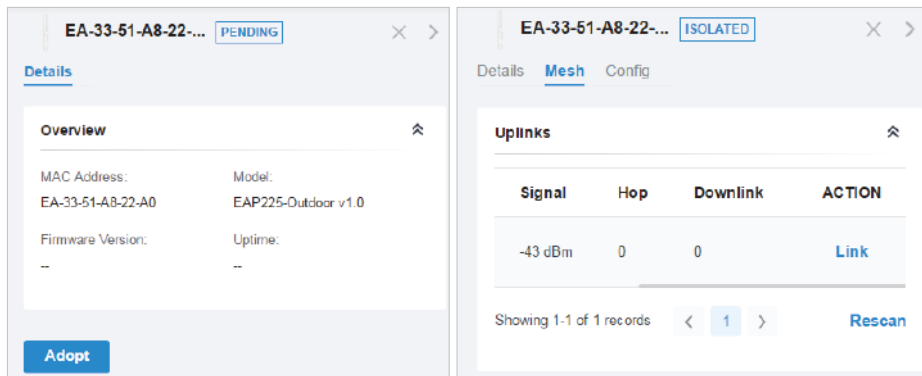 EA-33-51-A8-22-... PENDING
Details
Overview
MAC Address:
Model:
EA-33-51-A8-22-A0
EAP225-Outdoor v1.0
Firmware Version:
Uptime:
--
--
Adopt
EA-33-51-A8-22-... ISOLATED
Details Mesh Config
Uplinks
Signal Hop Downlink ACTION
-43 dBm 0 0 Link
Showing 1-1 of 1 records < 1 > Rescan